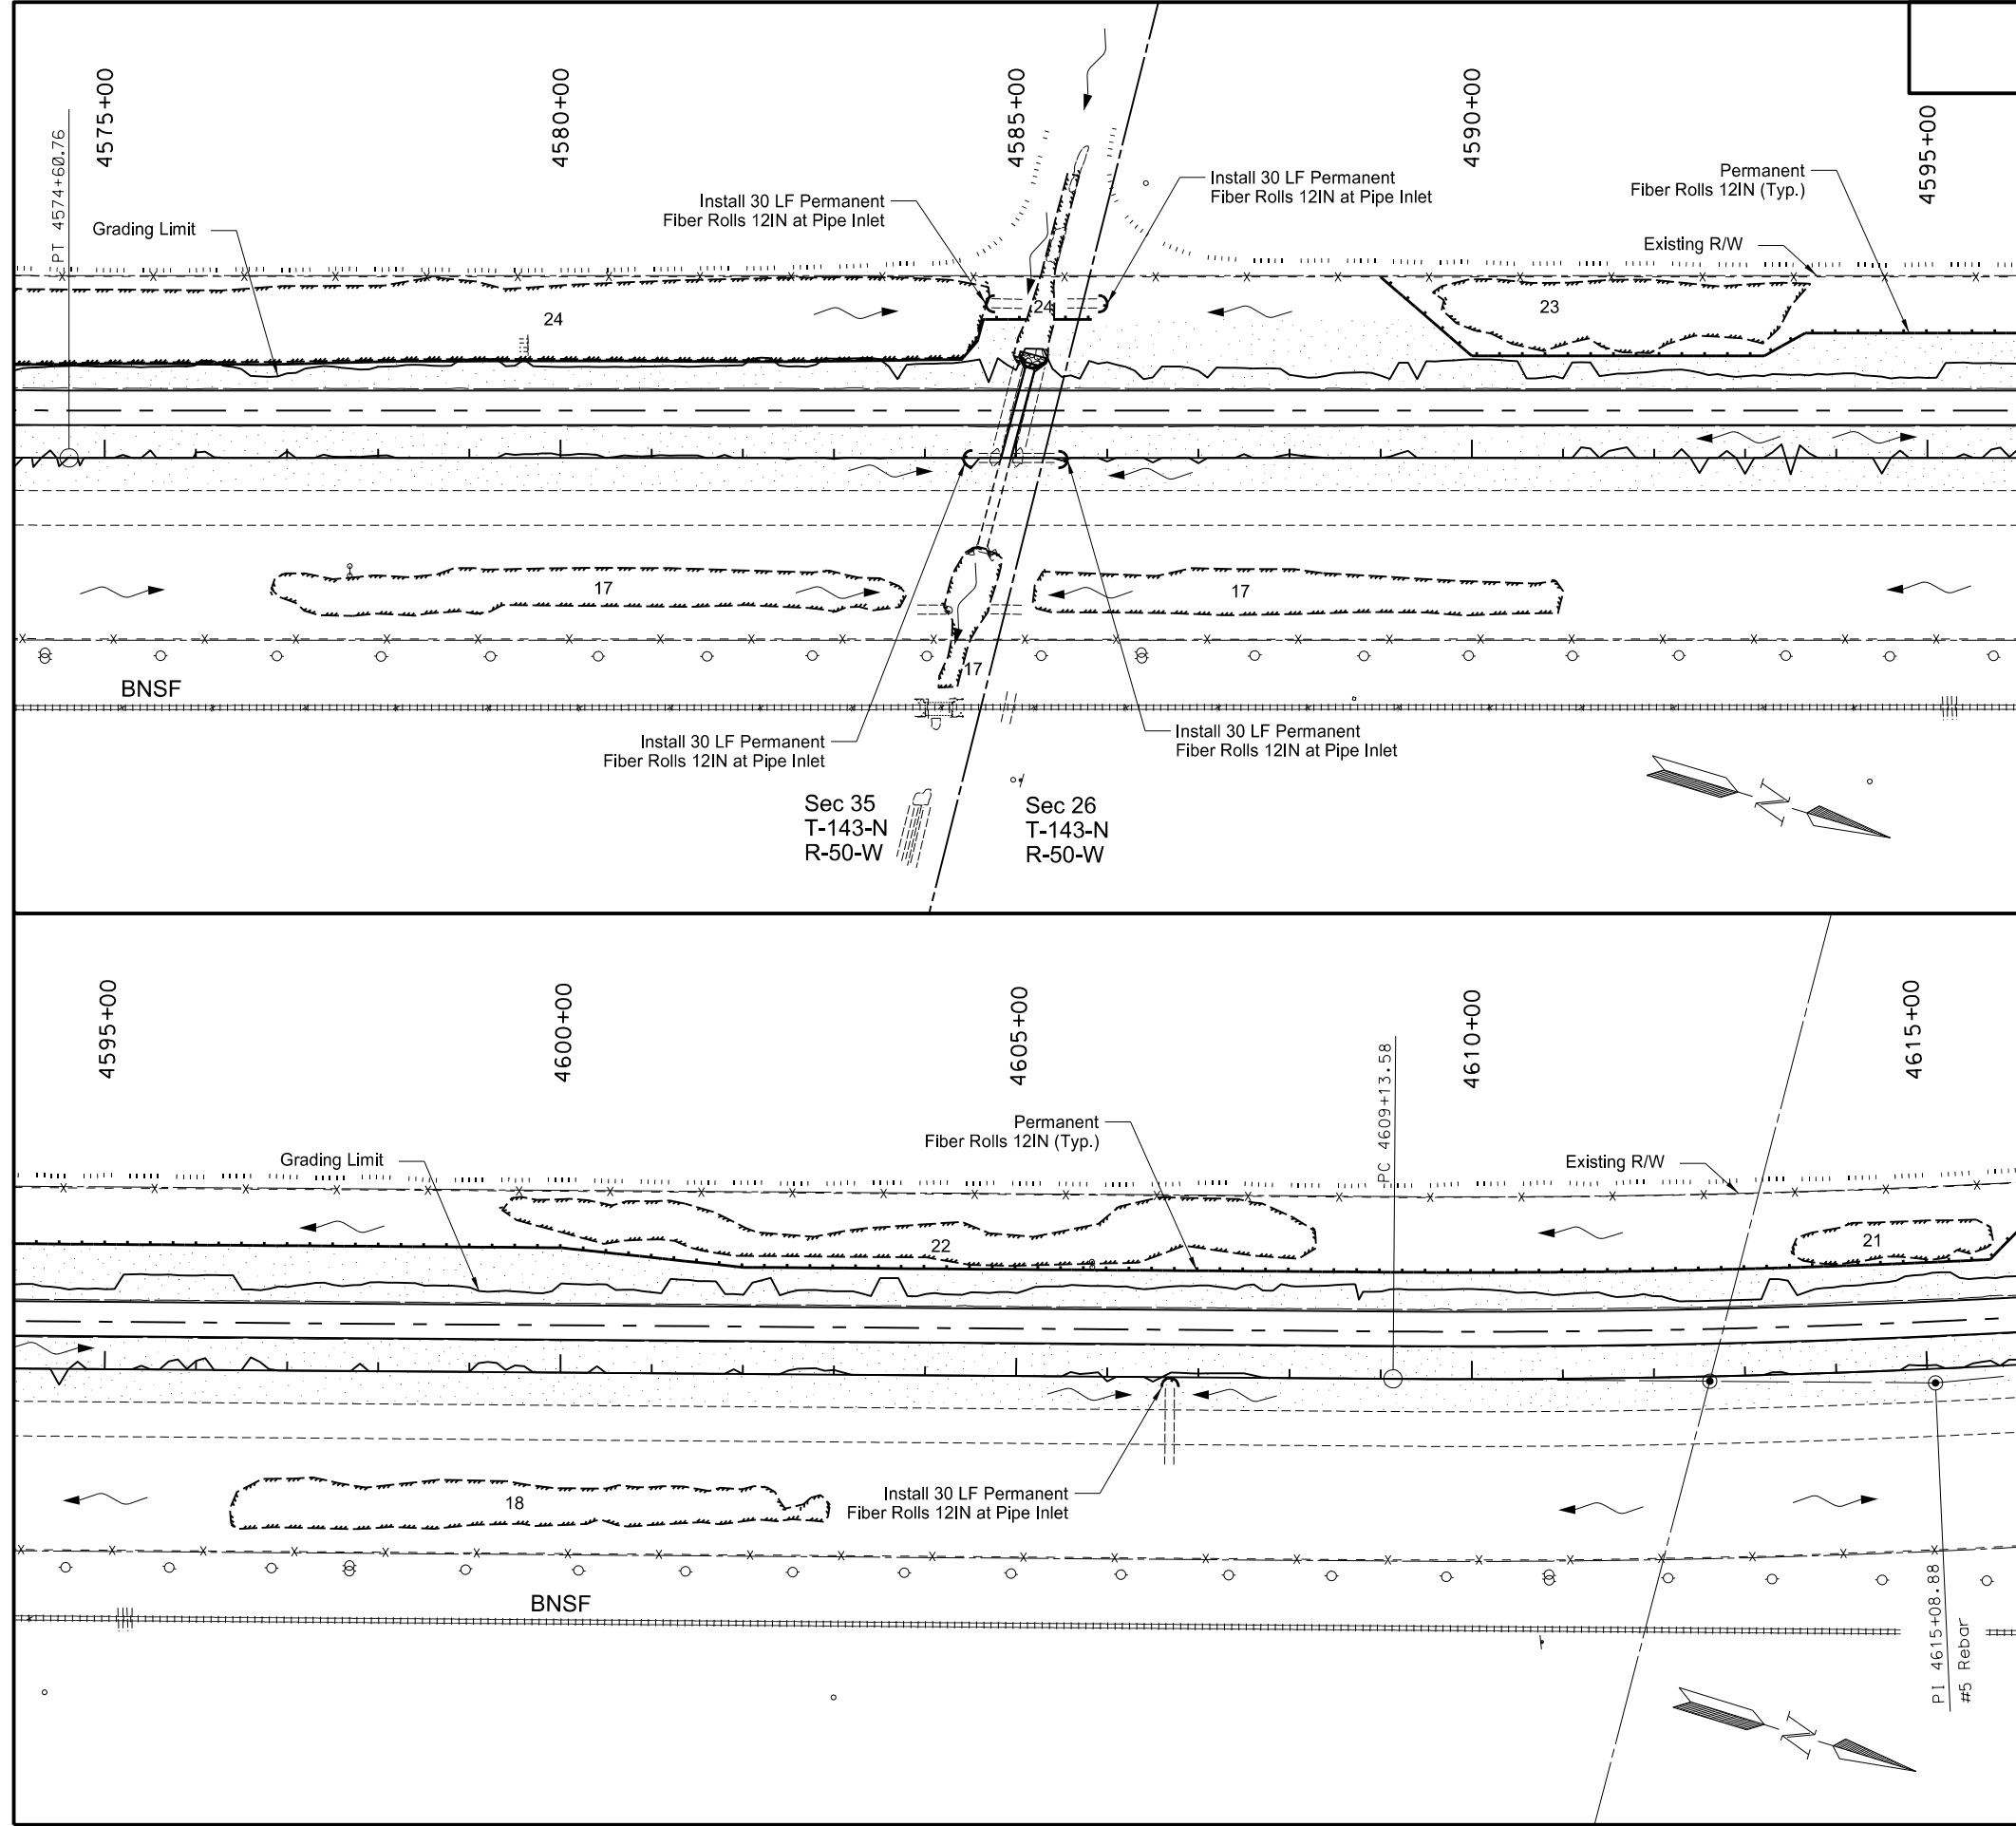 4575+00
4580+00
4585+00
4590+00
4595+00
PT 4574+60.76
Grading Limit
Install 30 LF Permanent
Fiber Rolls 12IN at Pipe Inlet
Install 30 LF Permanent
Fiber Rolls 12IN at Pipe Inlet
Permanent
Fiber Rolls 12IN (Typ.)
Existing R/W
24
24
23
17
17
17
BNSF
Install 30 LF Permanent
Fiber Rolls 12IN at Pipe Inlet
Install 30 LF Permanent
Fiber Rolls 12IN at Pipe Inlet
Sec 35
T-143-N
R-50-W
Sec 26
T-143-N
R-50-W
N
4595+00
4600+00
4605+00
4610+00
4615+00
PC 4609+13.58
Permanent
Fiber Rolls 12IN (Typ.)
Grading Limit
Existing R/W
22
21
18
Install 30 LF Permanent
Fiber Rolls 12IN at Pipe Inlet
BNSF
PI 4615+08.88
#5 Rebar
N